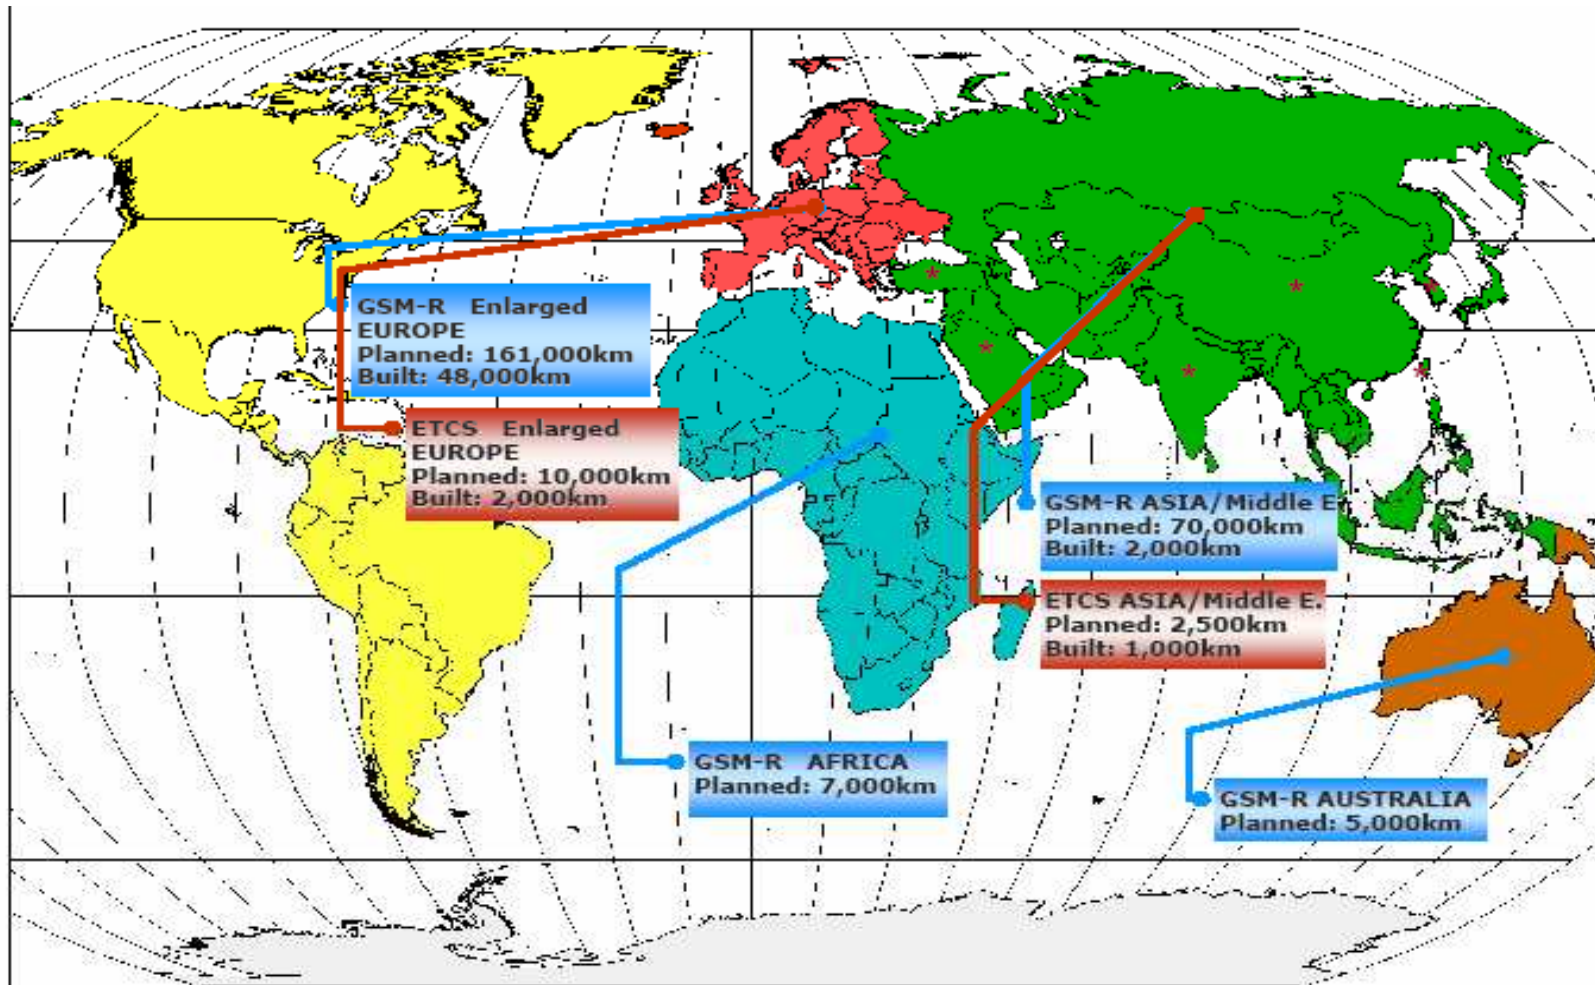 GSM-R Enlarged
EUROPE
Planned: 161,000km
Built: 48,000km
ETCS Enlarged
EUROPE
Planned: 10,000km
Built: 2,000km
GSM-R ASIA/Middle E
Planned: 70,000km
Built: 2,000km
ETCS ASIA/Middle E.
Planned: 2,500km
Built: 1,000km
GSM-R AFRICA
Planned: 7,000km
GSM-R AUSTRALIA
Planned: 5,000km